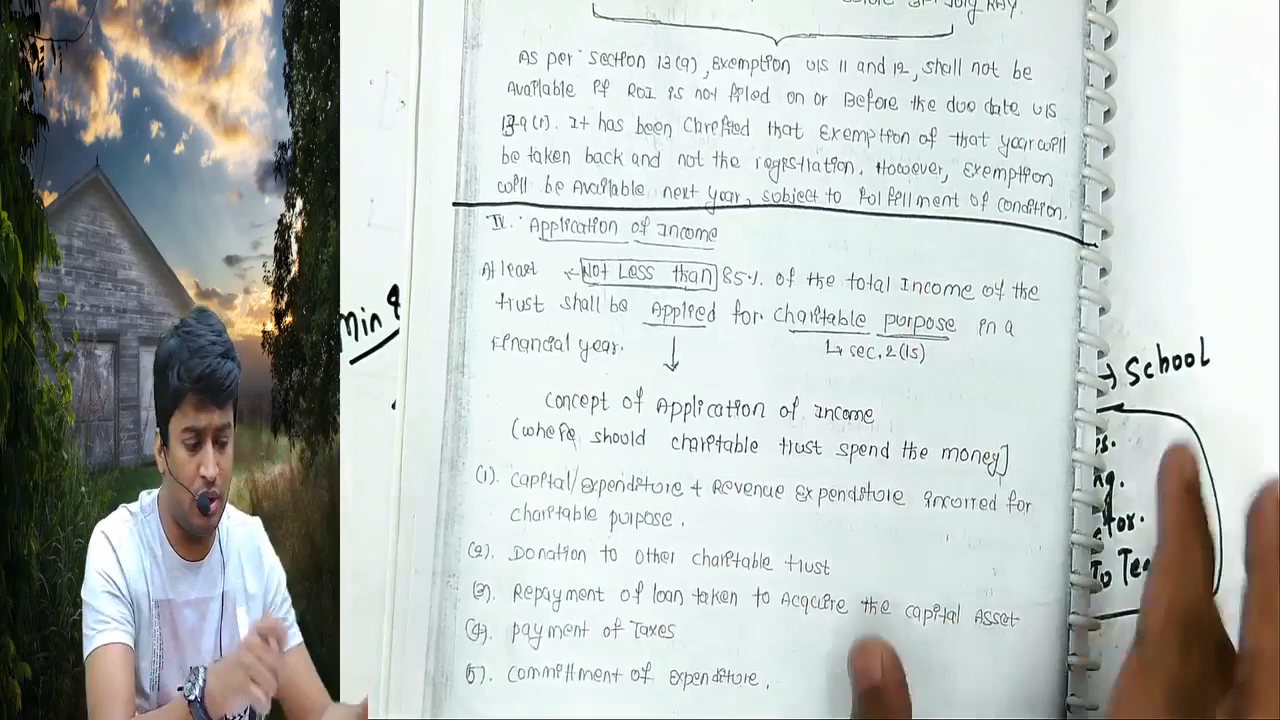 As per section 13(9), exemption U/S 11 and 12, shall not be
Available if ROI is not filed on or Before the due date U/S
139(1). It has been clarified that exemption of that year will
be taken back and not the registration. However, exemption
will be Available next year, subject to fulfillment of condition.
IV. Application of Income
At least ← Not Less than 85% of the total Income of the
trust shall be Applied for charitable purpose in a
Financial year.
↳ sec. 2(15)
concept of Application of Income
(where should charitable trust spend the money]
(1). capital/expenditure + Revenue expenditure incurred for
charitable purpose.
(2). Donation to other charitable trust
(3). Repayment of loan taken to Acquire the capital Asset
(4). payment of Taxes
(5). committment of expenditure.
Min
→ School
To